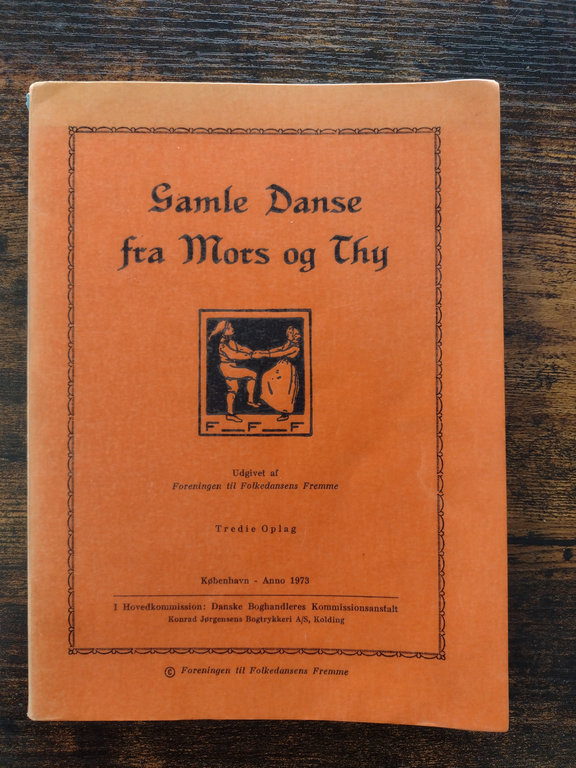 Gamle Danse
fra Mors og Thy
F—F—F
Udgivet af
Foreningen til Folkedansens Fremme
Tredie Oplag
København - Anno 1973
I Hovedkommission: Danske Boghandleres Kommissionsanstalt
Konrad Jørgensens Bogtrykkeri A/S, Kolding
© Foreningen til Folkedansens Fremme